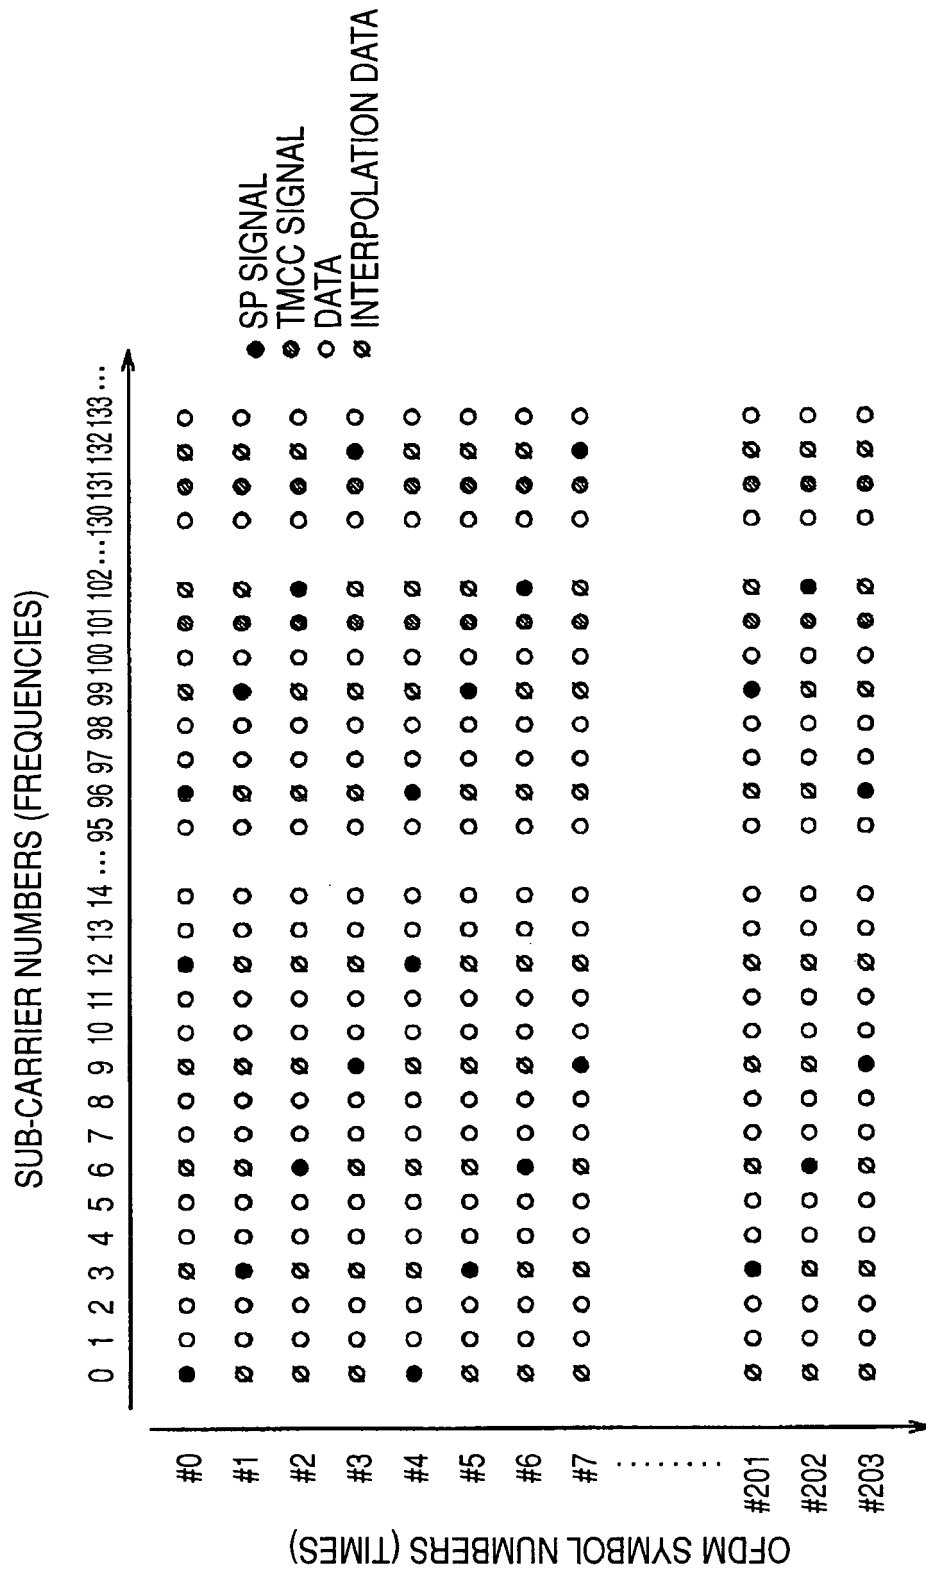 SUB-CARRIER NUMBERS (FREQUENCIES)
0 1 2 3 4 5 6 7 8 9 10 11 12 13 14 ... 95 96 97 98 99 100 101 102 ... 130 131 132 133 ...
SP SIGNAL
TMCC SIGNAL
DATA
INTERPOLATION DATA
OFDM SYMBOL NUMBERS (TIMES)
#0
#1
#2
#3
#4
#5
#6
#7
........
#201
#202
#203